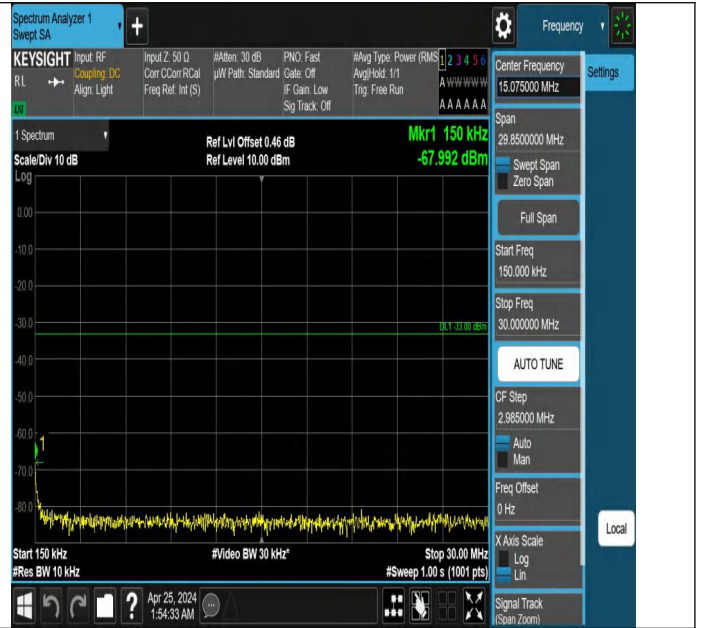 Spectrum Analyzer 1
Swept SA
Frequency
KEYSIGHT
RL
Input: RF
Coupling: DC
Align: Light
Input Z: 50 Ω
Corr CCorr RCal
Freq Ref: Int (S)
#Atten: 30 dB
µW Path: Standard
PNO: Fast
Gate: Off
IF Gain: Low
Sig Track: Off
#Avg Type: Power (RMS
Avg|Hold: 1/1
Trig: Free Run
1 2 3 4 5 6
A W W W W W
A A A A A A
LXI
1 Spectrum
Scale/Div 10 dB
Log
Ref Lvl Offset 0.46 dB
Ref Level 10.00 dBm
Mkr1 150 kHz
-67.992 dBm
0.00
-10.0
-20.0
-30.0
DL1 -33.00 dBm
-40.0
-50.0
-60.0
1
-70.0
-80.0
Start 150 kHz
#Res BW 10 kHz
#Video BW 30 kHz*
Stop 30.00 MHz
#Sweep 1.00 s (1001 pts)
Center Frequency
15.075000 MHz
Settings
Span
29.8500000 MHz
Swept Span
Zero Span
Full Span
Start Freq
150.000 kHz
Stop Freq
30.000000 MHz
AUTO TUNE
CF Step
2.985000 MHz
Auto
Man
Freq Offset
0 Hz
X Axis Scale
Log
Lin
Signal Track
(Span Zoom)
Local
?
Apr 25, 2024
1:54:33 AM